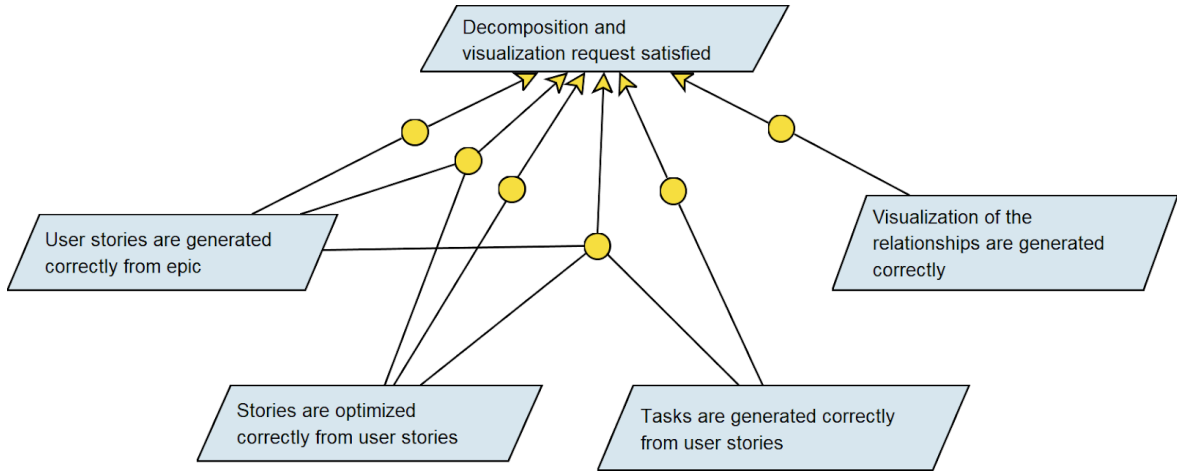 Decomposition and
visualization request satisfied
User stories are generated
correctly from epic
Visualization of the
relationships are generated
correctly
Stories are optimized
correctly from user stories
Tasks are generated correctly
from user stories